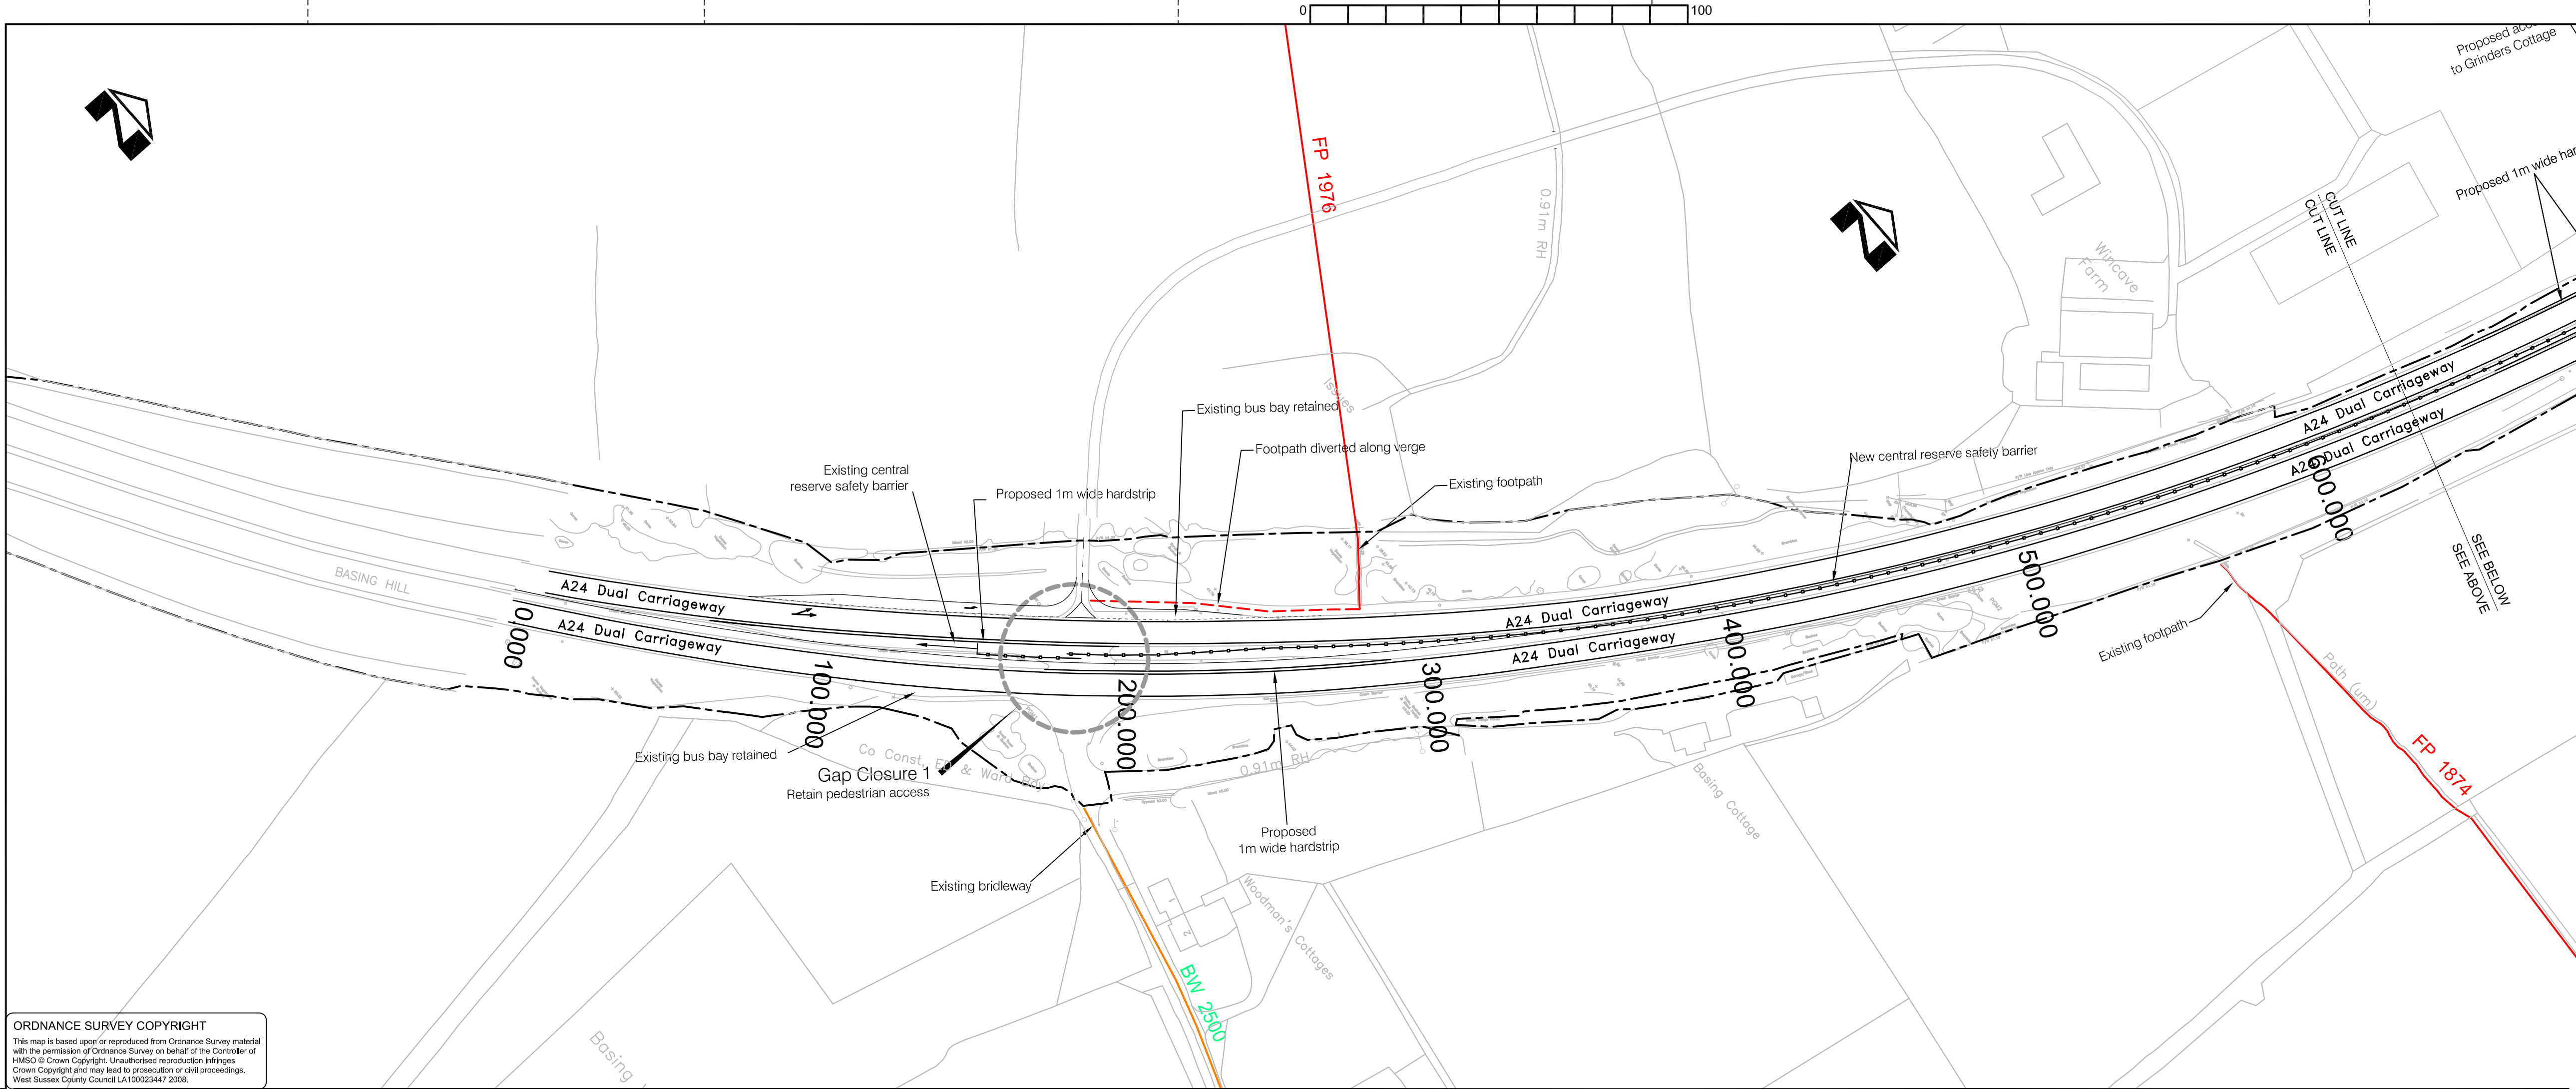 0
100
Proposed
to Grinders Cottage
FP 1976
0.91m RH
Proposed 1m wide
CUT LINE
CUT LINE
Wincave
Farm
Issues
Existing bus bay retained
Footpath diverted along verge
Existing central
reserve safety barrier
Proposed 1m wide hardstrip
Existing footpath
New central reserve safety barrier
A24 Dual Carriageway
A24 Dual Carriageway
BASING HILL
A24 Dual Carriageway
A24 Dual Carriageway
A24 Dual Carriageway
A24 Dual Carriageway
0.000
100.000
200.000
300.000
400.000
500.000
600.000
SEE BELOW
SEE ABOVE
Existing footpath
Path (um)
FP 1874
Existing bus bay retained
Co Const, ED & Ward Bdy
Gap Closure 1
Retain pedestrian access
0.91m RH
Proposed
1m wide hardstrip
Basing Cottage
Existing bridleway
Woodman's Cottages
1
2
BW 2500
Basing
ORDNANCE SURVEY COPYRIGHT
This map is based upon or reproduced from Ordnance Survey material
with the permission of Ordnance Survey on behalf of the Controller of
HMSO © Crown Copyright. Unauthorised reproduction infringes
Crown Copyright and may lead to prosecution or civil proceedings.
West Sussex County Council LA100023447 2008.